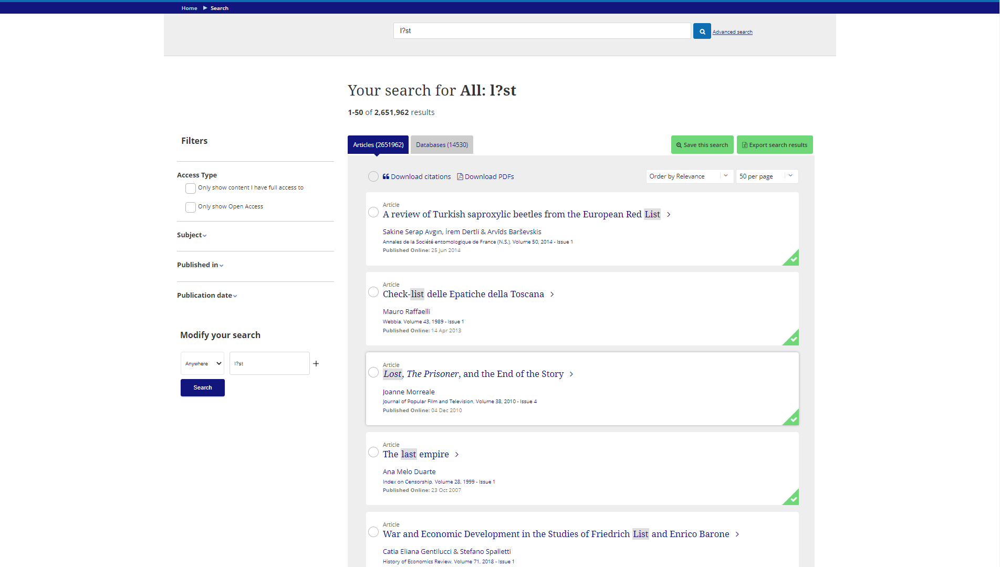 Home Search
l?st
Advanced search
Your search for All: l?st
1-50 of 2,651,962 results
Filters
Access Type
Only show content I have full access to
Only show Open Access
Subject
Published in
Publication date
Modify your search
Anywhere l?st
Search
Articles (2651962) Databases (14530)
Save this search Export search results
Download citations Download PDFs
Order by Relevance 50 per page
Article
A review of Turkish saproxylic beetles from the European Red List
Sakine Serap Avgın, İrem Dertli & Arvīds Barševskis
Annales de la Société entomologique de France (N.S.), Volume 50, 2014 - Issue 1
Published Online: 25 Jun 2014
Article
Check-list delle Epatiche della Toscana
Mauro Raffaelli
Webbia, Volume 43, 1989 - Issue 1
Published Online: 14 Apr 2013
Article
Lost, The Prisoner, and the End of the Story
Joanne Morreale
Journal of Popular Film and Television, Volume 38, 2010 - Issue 4
Published Online: 04 Dec 2010
Article
The last empire
Ana Melo Duarte
Index on Censorship, Volume 28, 1999 - Issue 1
Published Online: 23 Oct 2007
Article
War and Economic Development in the Studies of Friedrich List and Enrico Barone
Catia Eliana Gentilucci & Stefano Spalletti
History of Economics Review, Volume 71, 2018 - Issue 1